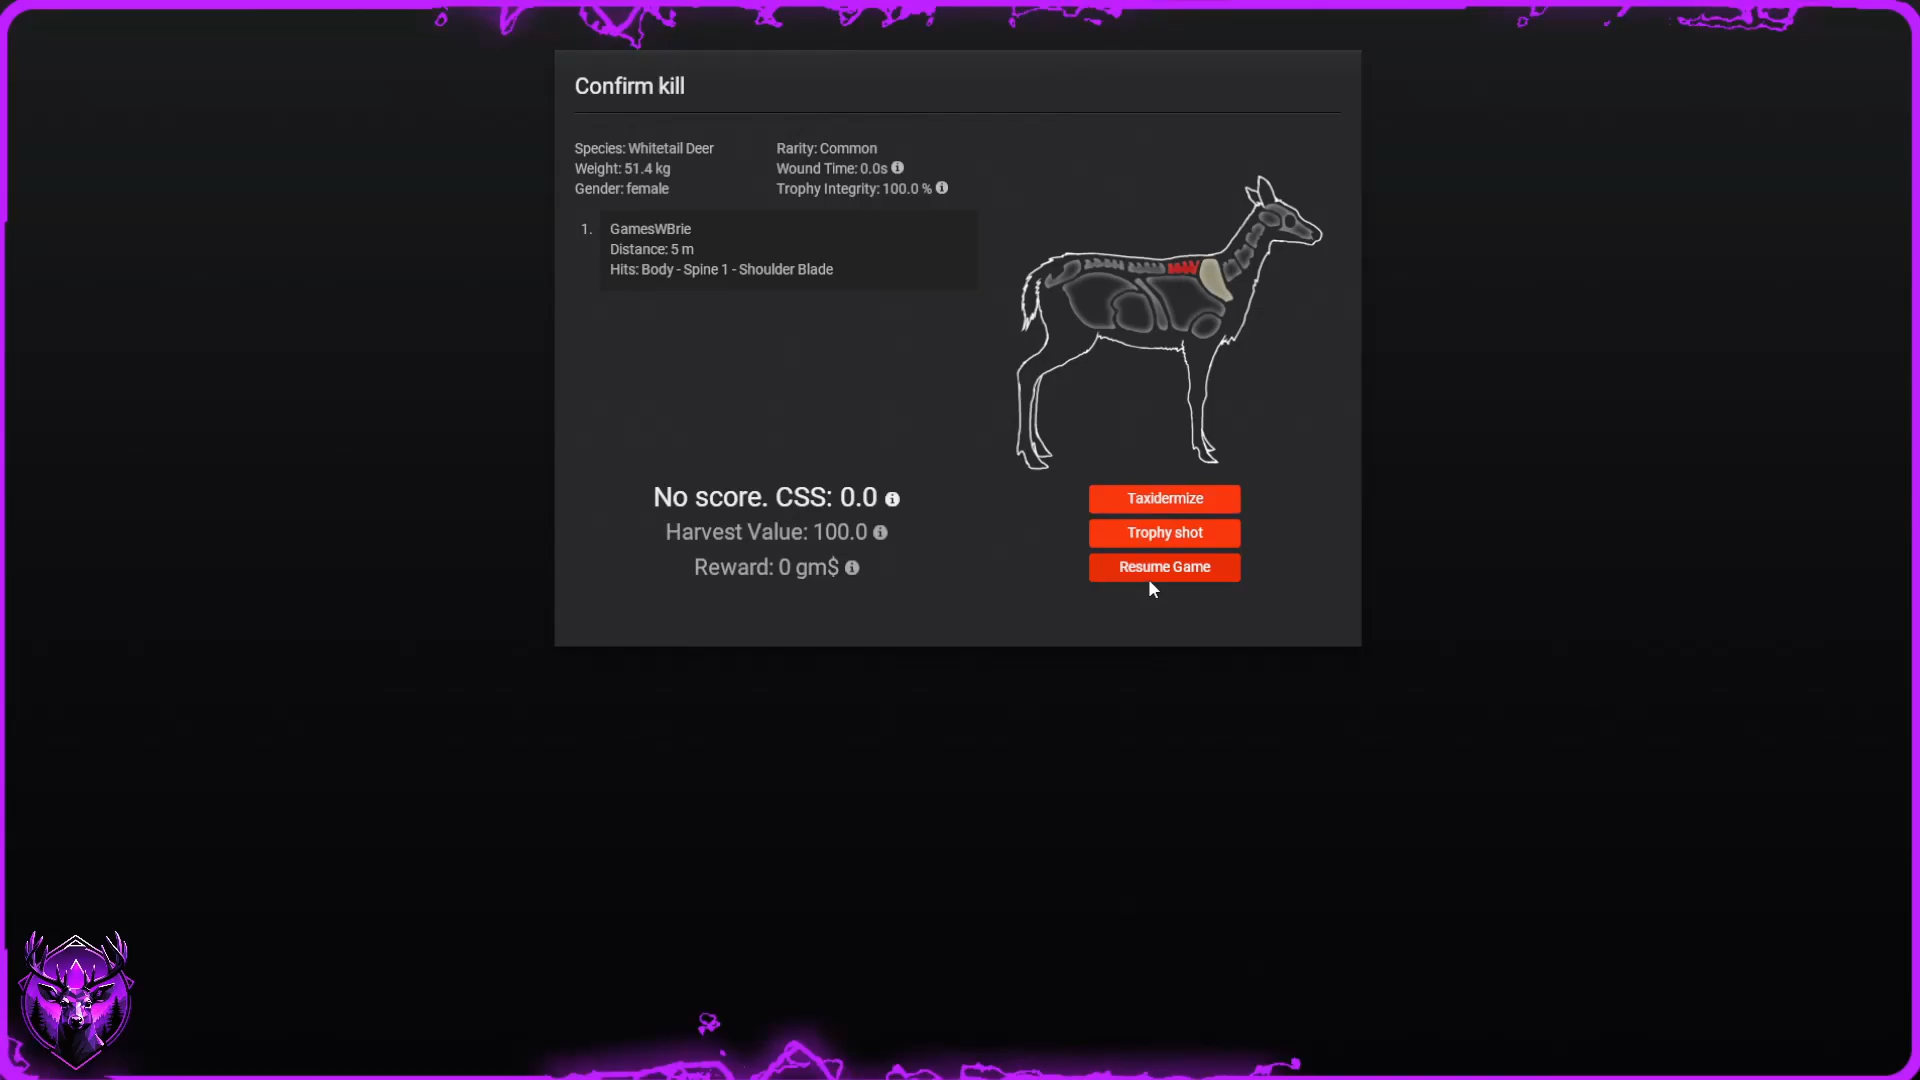 Confirm kill
Species: Whitetail Deer
Weight: 51.4 kg
Gender: female
Rarity: Common
Wound Time: 0.0s
Trophy Integrity: 100.0 %
1.
GamesWBrie
Distance: 5 m
Hits: Body - Spine 1 - Shoulder Blade
No score. CSS: 0.0
Harvest Value: 100.0
Reward: 0 gm$
Taxidermize
Trophy shot
Resume Game